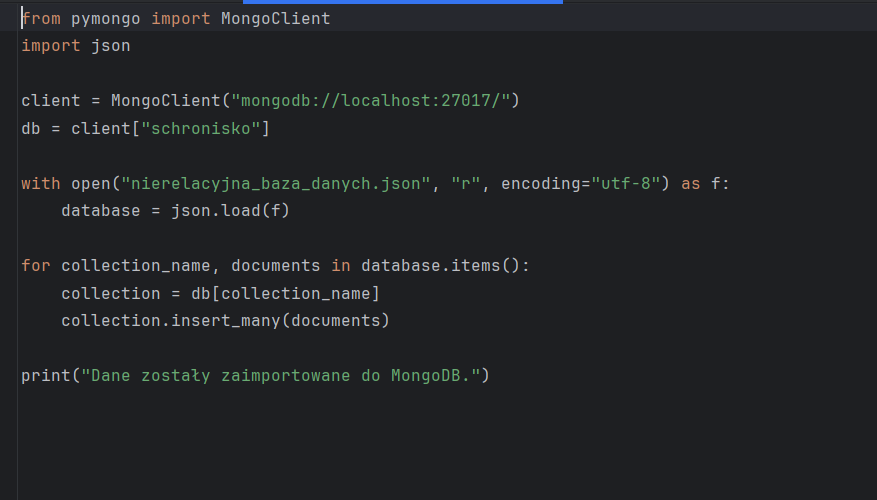 from pymongo import MongoClient
import json
client = MongoClient("mongodb://localhost:27017/")
db = client["schronisko"]
with open("nierelacyjna_baza_danych.json", "r", encoding="utf-8") as f:
    database = json.load(f)
for collection_name, documents in database.items():
    collection = db[collection_name]
    collection.insert_many(documents)
print("Dane zostały zaimportowane do MongoDB.")